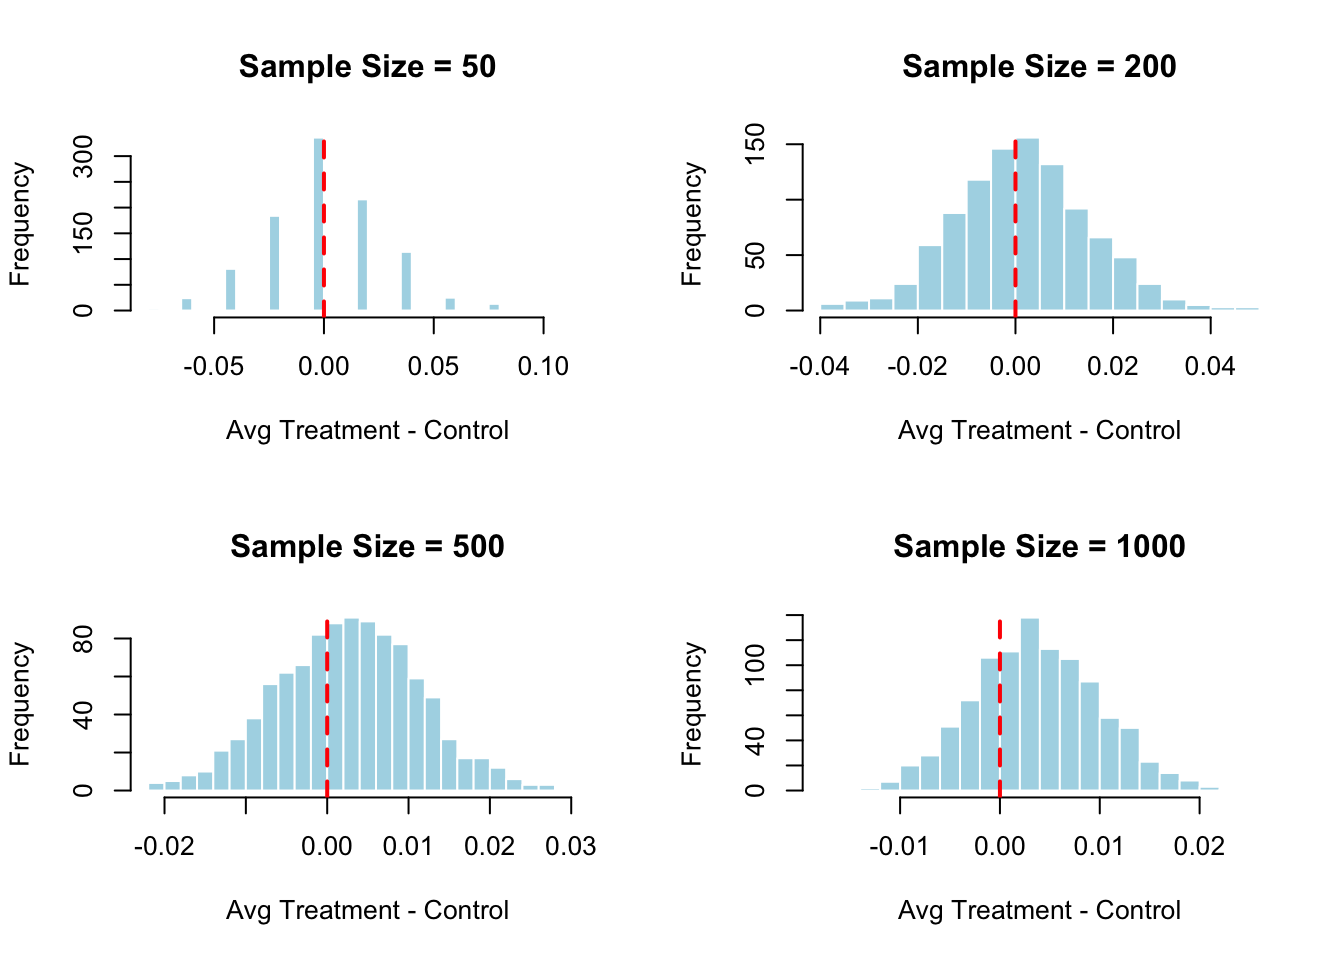 Sample Size = 50
Frequency
300
150
0
-0.05 0.00 0.05 0.10
Avg Treatment - Control
Sample Size = 200
Frequency
150
50
0
-0.04 -0.02 0.00 0.02 0.04
Avg Treatment - Control
Sample Size = 500
Frequency
80
40
0
-0.02 0.00 0.01 0.02 0.03
Avg Treatment - Control
Sample Size = 1000
Frequency
100
40
0
-0.01 0.00 0.01 0.02
Avg Treatment - Control